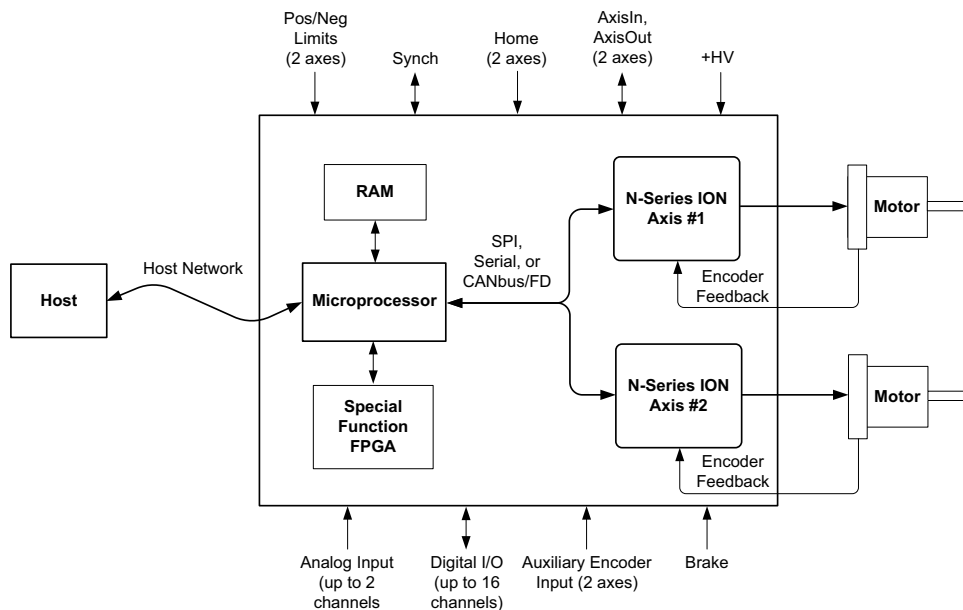 Pos/Neg
Limits
(2 axes)
Synch
Home
(2 axes)
AxisIn,
AxisOut
(2 axes)
+HV
RAM
N-Series ION
Axis #1
Motor
SPI,
Serial, or
CANbus/FD
Host Network
Encoder
Feedback
Host
Microprocessor
N-Series ION
Axis #2
Motor
Special
Function
FPGA
Encoder
Feedback
Analog Input
(up to 2
channels
Digital I/O
(up to 16
channels)
Auxiliary Encoder
Input (2 axes)
Brake